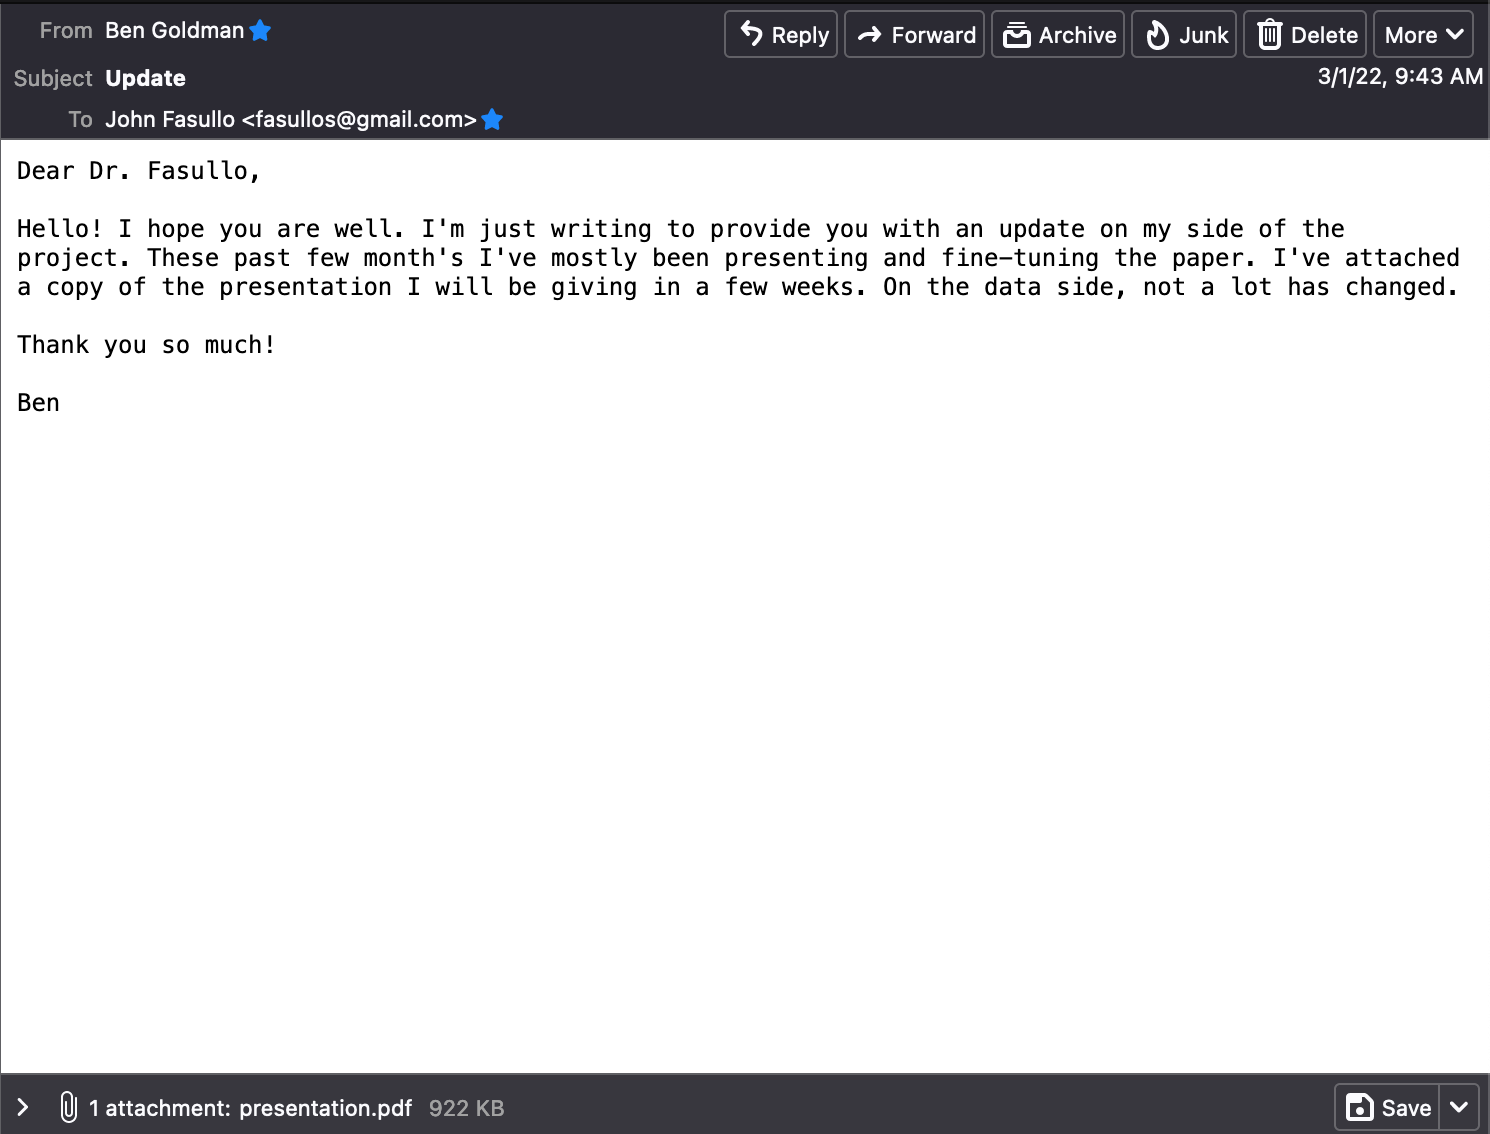 From Ben Goldman
Reply Forward Archive Junk Delete More
Subject Update
3/1/22, 9:43 AM
To John Fasullo <fasullos@gmail.com>
Dear Dr. Fasullo,
Hello! I hope you are well. I'm just writing to provide you with an update on my side of the
project. These past few month's I've mostly been presenting and fine-tuning the paper. I've attached
a copy of the presentation I will be giving in a few weeks. On the data side, not a lot has changed.
Thank you so much!
Ben
1 attachment: presentation.pdf 922 KB
Save